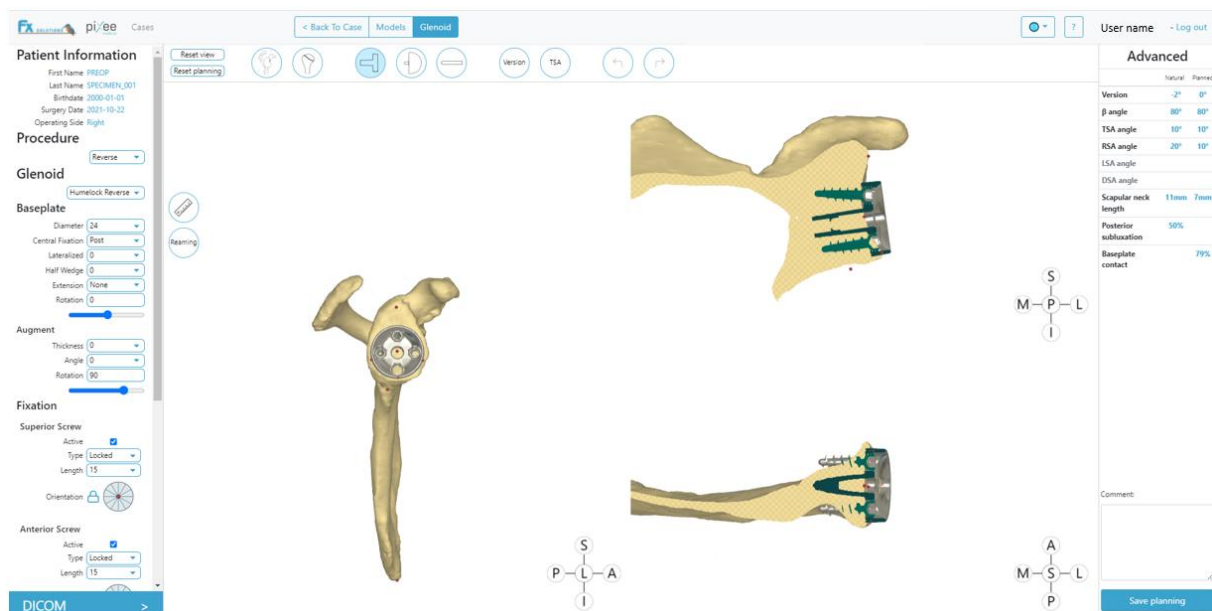 FX SOLUTIONS pixee Cases
< Back To Case Models Glenoid
? User name - Log out
Patient Information
First Name PREOP
Last Name SPECIMEN_001
Birthdate 2000-01-01
Surgery Date 2021-10-22
Operating Side Right
Procedure
Reverse
Glenoid
Humelock Reverse
Baseplate
Diameter 24
Central Fixation Post
Lateralized 0
Half Wedge 0
Extension None
Rotation 0
Augment
Thickness 0
Angle 0
Rotation 90
Fixation
Superior Screw
Active
Type Locked
Length 15
Orientation
Anterior Screw
Active
Type Locked
Length 15
DICOM >
Reset view
Reset planning
Version TSA
Reaming
S
P L A
I
S
M P L
I
A
M S L
P
Advanced
Natural Planned
Version -2° 0°
β angle 80° 80°
TSA angle 10° 10°
RSA angle 20° 10°
LSA angle
DSA angle
Scapular neck length 11mm 7mm
Posterior subluxation 50%
Baseplate contact 79%
Comment:
Save planning